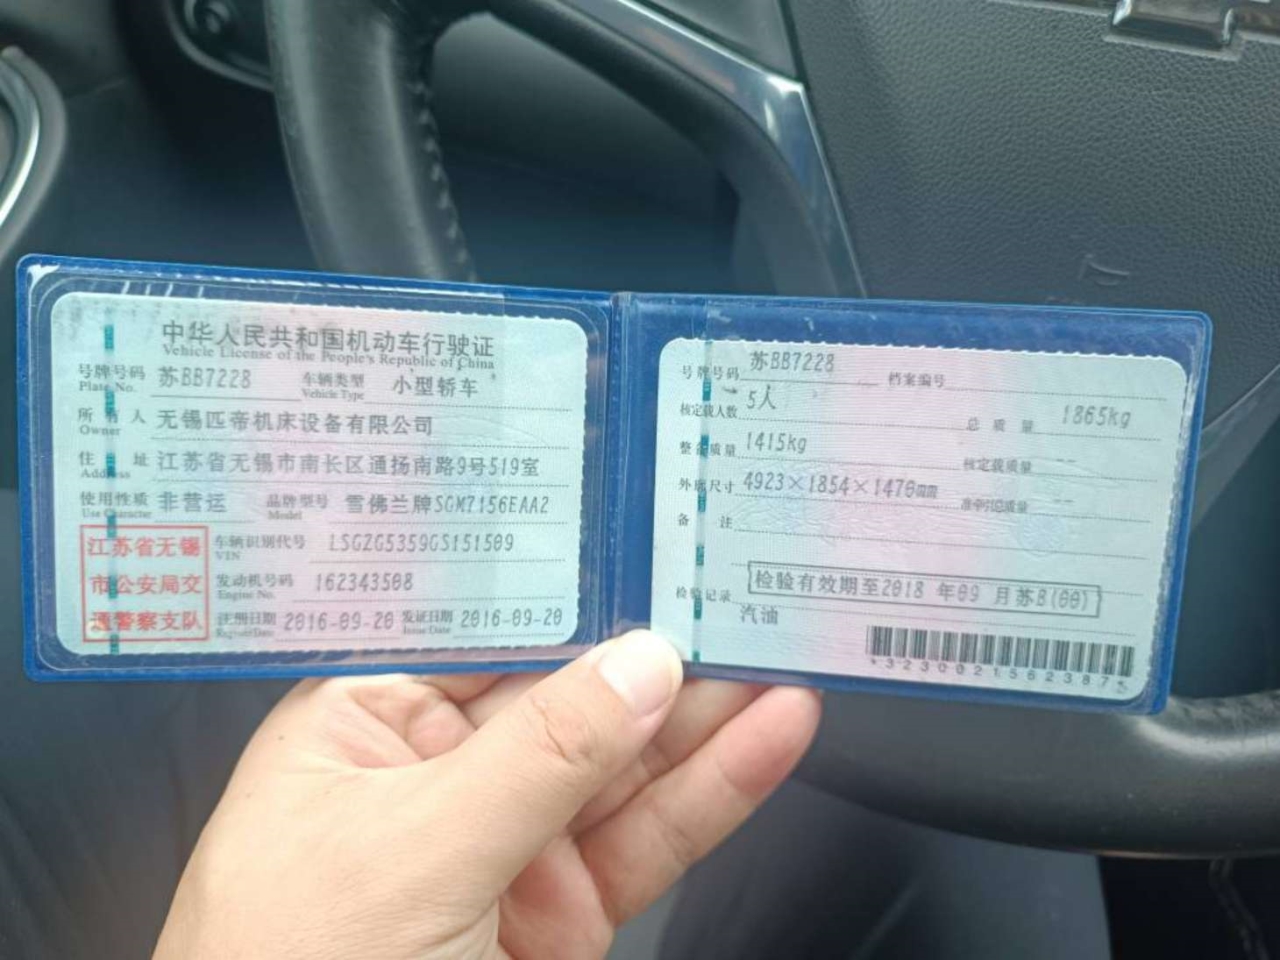 中华人民共和国机动车行驶证
Vehicle License of the People's Republic of China
号牌号码 苏BB7228 车辆类型 小型轿车
Plate No. Vehicle Type
所有人 无锡匹帝机床设备有限公司
Owner
住址 江苏省无锡市南长区通扬南路9号519室
Address
使用性质 非营运 品牌型号 雪佛兰牌SGM7156EAA2
Use Character Model
江苏省无锡
市公安局交
通警察支队
车辆识别代号 LSGZG5359GS151509
VIN
发动机号码 162343508
Engine No.
注册日期 2016-09-20 发证日期 2016-09-20
Register Date Issue Date
号牌号码 苏BB7228 档案编号
核定载人数 5人 总质量 1865kg
整备质量 1415kg 核定载质量 --
外廓尺寸 4923×1854×1470mm 准牵引总质量 --
备注
检验记录 检验有效期至2018 年09 月苏B(00)
汽油
*3230021562387*